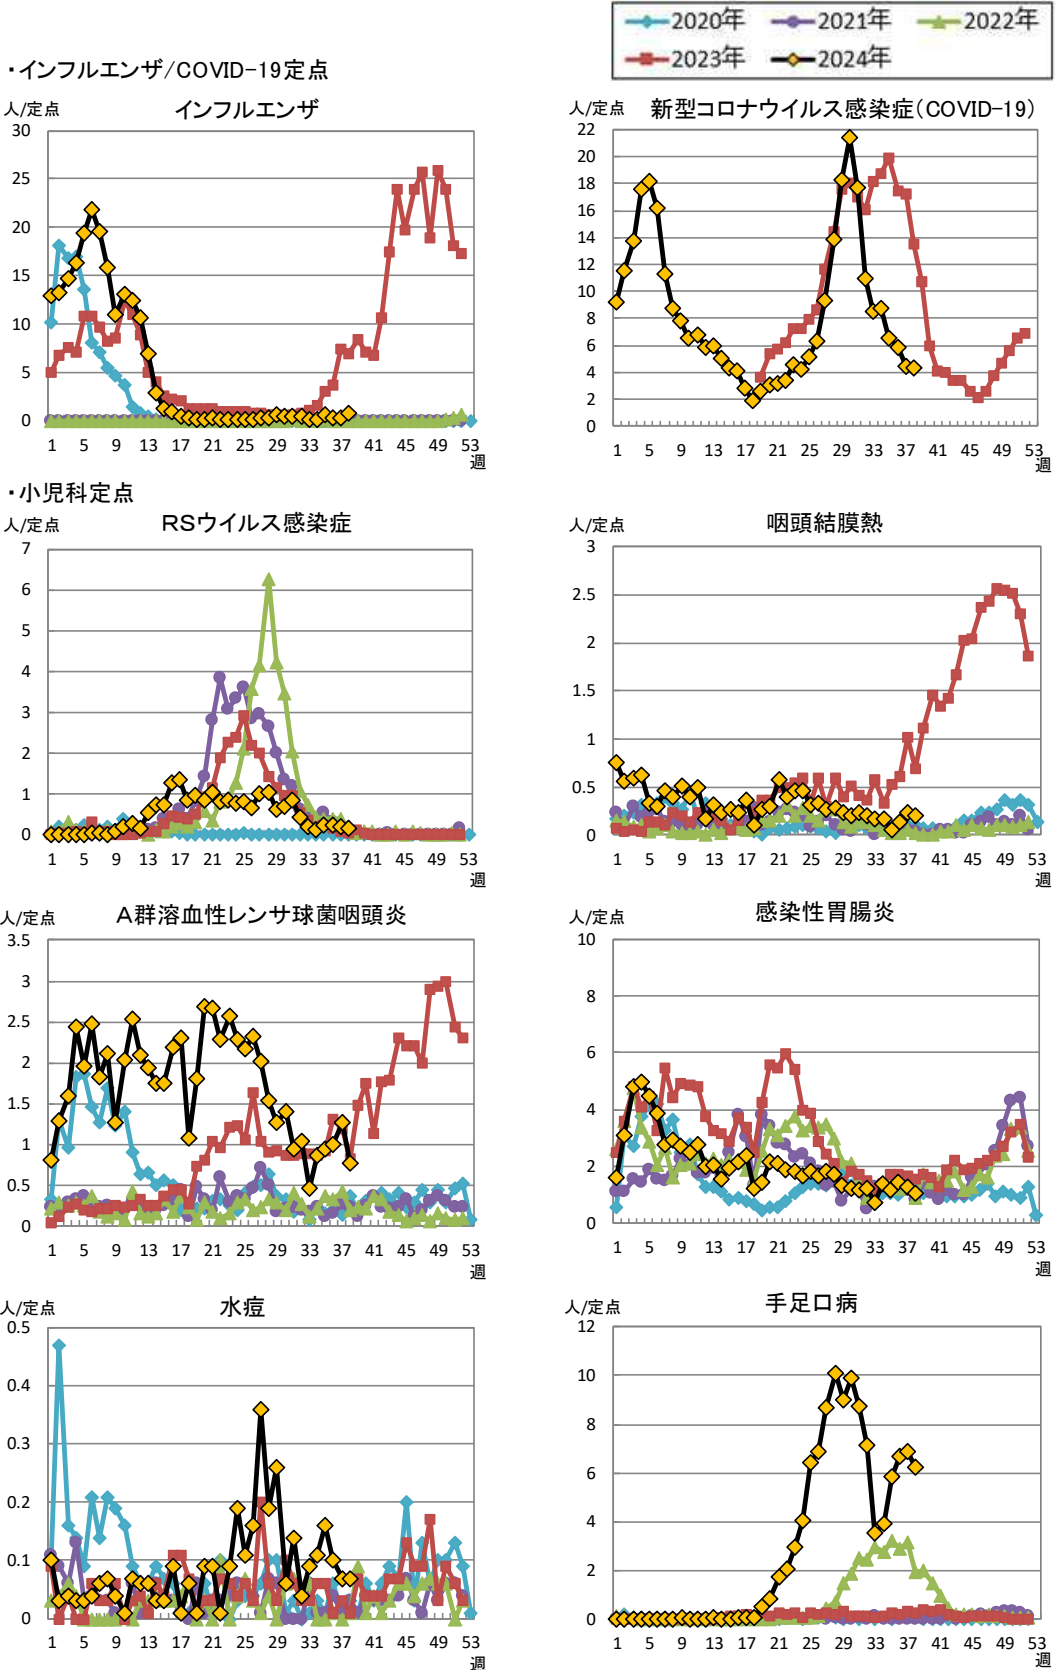 2020年 2021年 2022年
2023年 2024年
・インフルエンザ/COVID-19定点
人/定点 インフルエンザ
30
25
20
15
10
5
0
1 5 9 13 17 21 25 29 33 37 41 45 49 53
週
人/定点 新型コロナウイルス感染症(COVID-19)
22
20
18
16
14
12
10
8
6
4
2
0
1 5 9 13 17 21 25 29 33 37 41 45 49 53
週
・小児科定点
人/定点 RSウイルス感染症
7
6
5
4
3
2
1
0
1 5 9 13 17 21 25 29 33 37 41 45 49 53
週
人/定点 咽頭結膜熱
3
2.5
2
1.5
1
0.5
0
1 5 9 13 17 21 25 29 33 37 41 45 49 53
週
人/定点 A群溶血性レンサ球菌咽頭炎
3.5
3
2.5
2
1.5
1
0.5
0
1 5 9 13 17 21 25 29 33 37 41 45 49 53
週
人/定点 感染性胃腸炎
10
8
6
4
2
0
1 5 9 13 17 21 25 29 33 37 41 45 49 53
週
人/定点 水痘
0.5
0.4
0.3
0.2
0.1
0
1 5 9 13 17 21 25 29 33 37 41 45 49 53
週
人/定点 手足口病
12
10
8
6
4
2
0
1 5 9 13 17 21 25 29 33 37 41 45 49 53
週